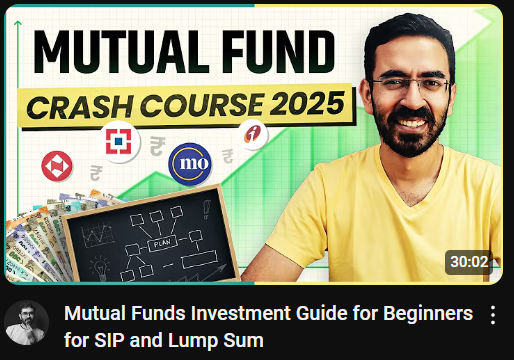 MUTUAL FUND
CRASH COURSE 2025
₹
₹
₹
mo
PLAN
30:02
Mutual Funds Investment Guide for Beginners
for SIP and Lump Sum